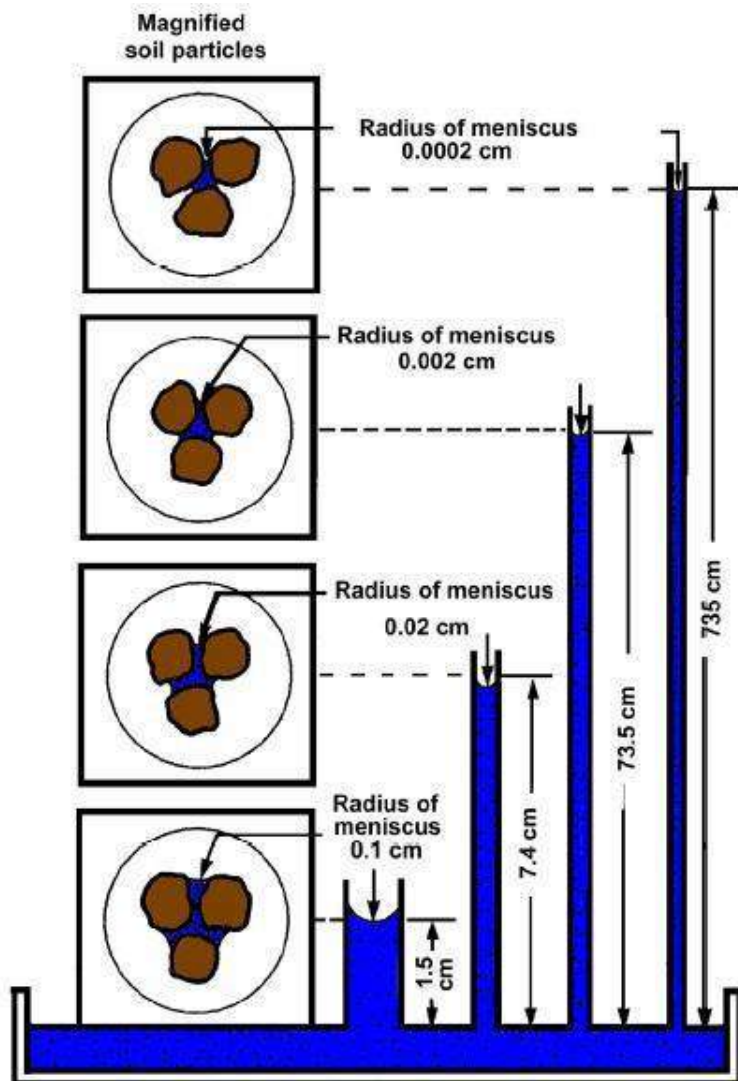 Magnified
soil particles
Radius of meniscus
0.0002 cm
Radius of meniscus
0.002 cm
Radius of meniscus
0.02 cm
Radius of
meniscus
0.1 cm
1.5
cm
7.4 cm
73.5 cm
735 cm